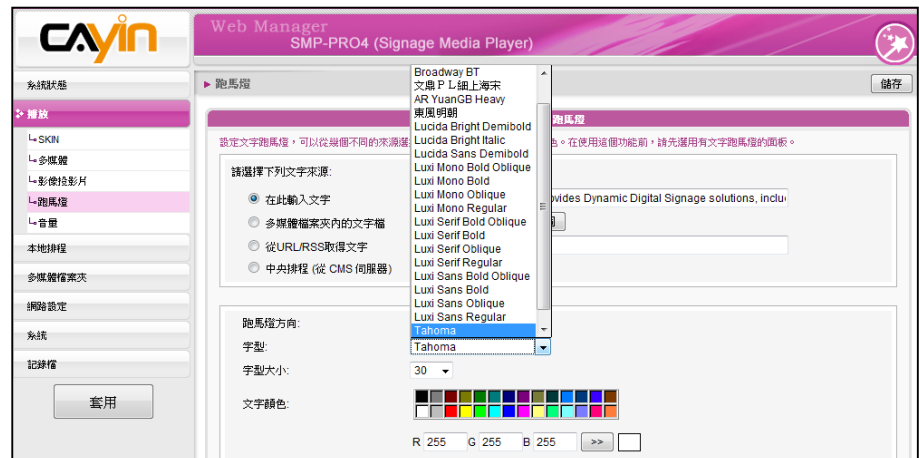 CAYIN
Web Manager
SMP-PRO4 (Signage Media Player)
系統狀態
播放
SKIN
多媒體
影像投影片
跑馬燈
音量
本地排程
多媒體檔案夾
網路設定
系統
記錄檔
套用
跑馬燈
儲存
跑馬燈
設定文字跑馬燈，可以從幾個不同的來源選
色。在使用這個功能前，請先選用有文字跑馬燈的面板。
請選擇下列文字來源:
在此輸入文字
ovides Dynamic Digital Signage solutions, inclu
多媒體檔案夾內的文字檔
從URL/RSS取得文字
中央排程 (從 CMS 伺服器)
Broadway BT
文鼎ＰＬ細上海宋
AR YuanGB Heavy
東風明朝
Lucida Bright Demibold
Lucida Bright Italic
Lucida Sans Demibold
Luxi Mono Bold Oblique
Luxi Mono Bold
Luxi Mono Oblique
Luxi Mono Regular
Luxi Serif Bold Oblique
Luxi Serif Bold
Luxi Serif Oblique
Luxi Serif Regular
Luxi Sans Bold Oblique
Luxi Sans Bold
Luxi Sans Oblique
Luxi Sans Regular
Tahoma
跑馬燈方向:
字型:
Tahoma
字型大小:
30
文字顏色:
R 255 G 255 B 255 >>